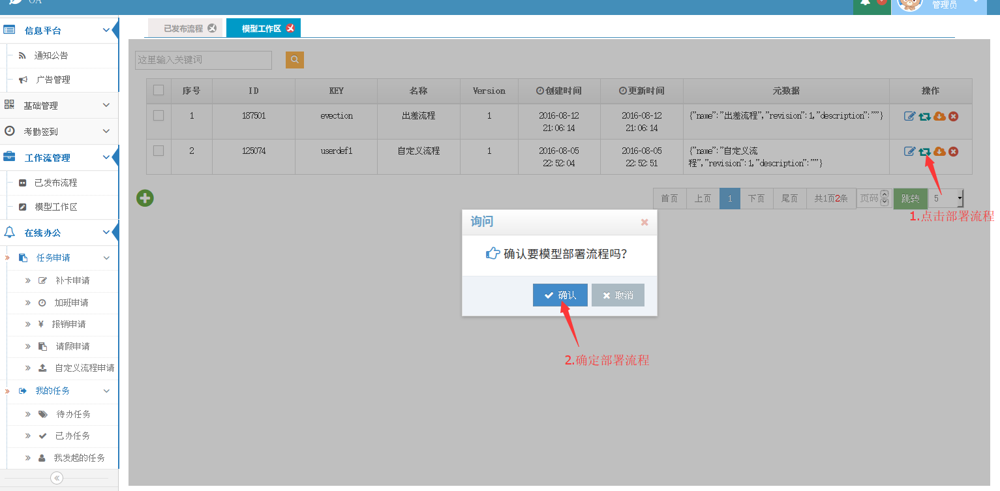 OA
管理员
信息平台
通知公告
广告管理
基础管理
考勤签到
工作流管理
已发布流程
模型工作区
在线办公
任务申请
补卡申请
加班申请
¥ 报销申请
请假申请
自定义流程申请
我的任务
待办任务
已办任务
我发起的任务
已发布流程
模型工作区
这里输入关键词
序号 ID KEY 名称 Version 创建时间 更新时间 元数据 操作
1 187501 evection 出差流程 1 2016-08-12 2016-08-12 {"name":"出差流程","revision":1,"description":""}
21:06:14 21:06:14
2 125074 userdef1 自定义流程 1 2016-08-05 2016-08-05 {"name":"自定义流
22:52:04 22:52:51 程","revision":1,"description":""}
首页 上页 1 下页 尾页 共1页2条 页码 跳转 5
1.点击部署流程
询问
确认要模型部署流程吗?
确认 取消
2.确定部署流程